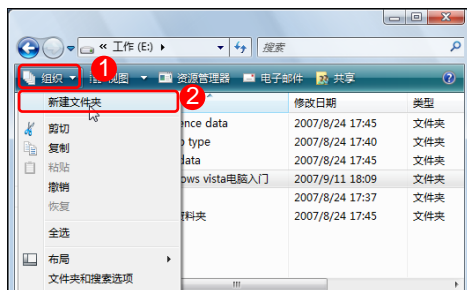 « 工作 (E:)
搜索
组织
1
视图
资源管理器
电子邮件
共享
新建文件夹
2
修改日期
类型
剪切
ence data
2007/8/24 17:45
文件夹
复制
type
2007/8/24 17:40
文件夹
粘贴
data
2007/8/24 17:45
文件夹
撤销
ows vista电脑入门
2007/9/11 18:09
文件夹
恢复
2007/8/24 17:37
文件夹
料夹
2007/8/24 17:45
文件夹
全选
布局
文件夹和搜索选项